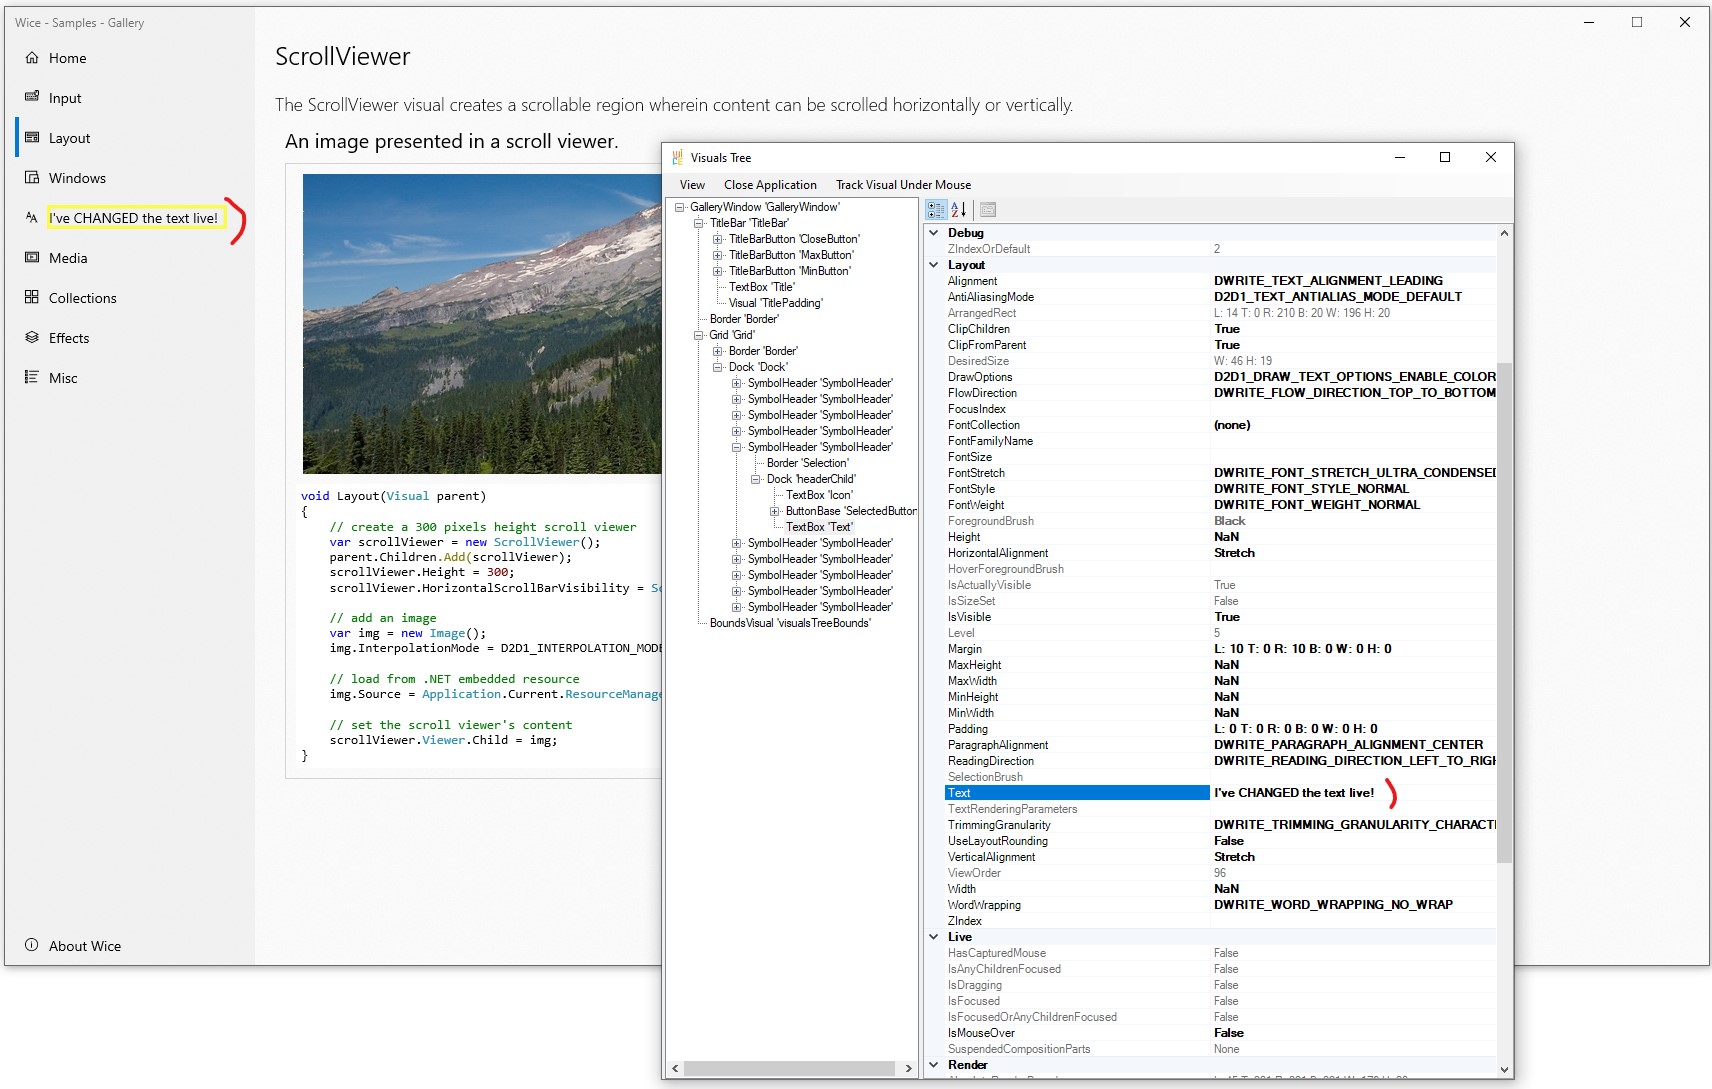 Wice - Samples - Gallery
Home
Input
Layout
Windows
I've CHANGED the text live!
Media
Collections
Effects
Misc
About Wice
ScrollViewer
The ScrollViewer visual creates a scrollable region wherein content can be scrolled horizontally or vertically.
An image presented in a scroll viewer.
void Layout(Visual parent)
{
// create a 300 pixels height scroll viewer
var scrollViewer = new ScrollViewer();
parent.Children.Add(scrollViewer);
scrollViewer.Height = 300;
scrollViewer.HorizontalScrollBarVisibility = Sc
// add an image
var img = new Image();
img.InterpolationMode = D2D1_INTERPOLATION_MODE
// load from .NET embedded resource
img.Source = Application.Current.ResourceManage
// set the scroll viewer's content
scrollViewer.Viewer.Child = img;
}
Visuals Tree
View Close Application Track Visual Under Mouse
GalleryWindow 'GalleryWindow'
TitleBar 'TitleBar'
TitleBarButton 'CloseButton'
TitleBarButton 'MaxButton'
TitleBarButton 'MinButton'
TextBox 'Title'
Visual 'TitlePadding'
Border 'Border'
Grid 'Grid'
Border 'Border'
Dock 'Dock'
SymbolHeader 'SymbolHeader'
SymbolHeader 'SymbolHeader'
SymbolHeader 'SymbolHeader'
SymbolHeader 'SymbolHeader'
SymbolHeader 'SymbolHeader'
Border 'Selection'
Dock 'headerChild'
TextBox 'Icon'
ButtonBase 'SelectedButton
TextBox 'Text'
SymbolHeader 'SymbolHeader'
SymbolHeader 'SymbolHeader'
SymbolHeader 'SymbolHeader'
SymbolHeader 'SymbolHeader'
SymbolHeader 'SymbolHeader'
BoundsVisual 'visualsTreeBounds'
Debug
ZIndexOrDefault 2
Layout
Alignment DWRITE_TEXT_ALIGNMENT_LEADING
AntiAliasingMode D2D1_TEXT_ANTIALIAS_MODE_DEFAULT
ArrangedRect L: 14 T: 0 R: 210 B: 20 W: 196 H: 20
ClipChildren True
ClipFromParent True
DesiredSize W: 46 H: 19
DrawOptions D2D1_DRAW_TEXT_OPTIONS_ENABLE_COLOR
FlowDirection DWRITE_FLOW_DIRECTION_TOP_TO_BOTTOM
FocusIndex
FontCollection (none)
FontFamilyName
FontSize
FontStretch DWRITE_FONT_STRETCH_ULTRA_CONDENSED
FontStyle DWRITE_FONT_STYLE_NORMAL
FontWeight DWRITE_FONT_WEIGHT_NORMAL
ForegroundBrush Black
Height NaN
HorizontalAlignment Stretch
HoverForegroundBrush
IsActuallyVisible True
IsSizeSet False
IsVisible True
Level 5
Margin L: 10 T: 0 R: 10 B: 0 W: 0 H: 0
MaxHeight NaN
MaxWidth NaN
MinHeight NaN
MinWidth NaN
Padding L: 0 T: 0 R: 0 B: 0 W: 0 H: 0
ParagraphAlignment DWRITE_PARAGRAPH_ALIGNMENT_CENTER
ReadingDirection DWRITE_READING_DIRECTION_LEFT_TO_RIGH
SelectionBrush
Text I've CHANGED the text live!
TextRenderingParameters
TrimmingGranularity DWRITE_TRIMMING_GRANULARITY_CHARACT
UseLayoutRounding False
VerticalAlignment Stretch
ViewOrder 96
Width NaN
WordWrapping DWRITE_WORD_WRAPPING_NO_WRAP
ZIndex
Live
HasCapturedMouse False
IsAnyChildrenFocused False
IsDragging False
IsFocused False
IsFocusedOrAnyChildrenFocused False
IsMouseOver False
SuspendedCompositionParts None
Render